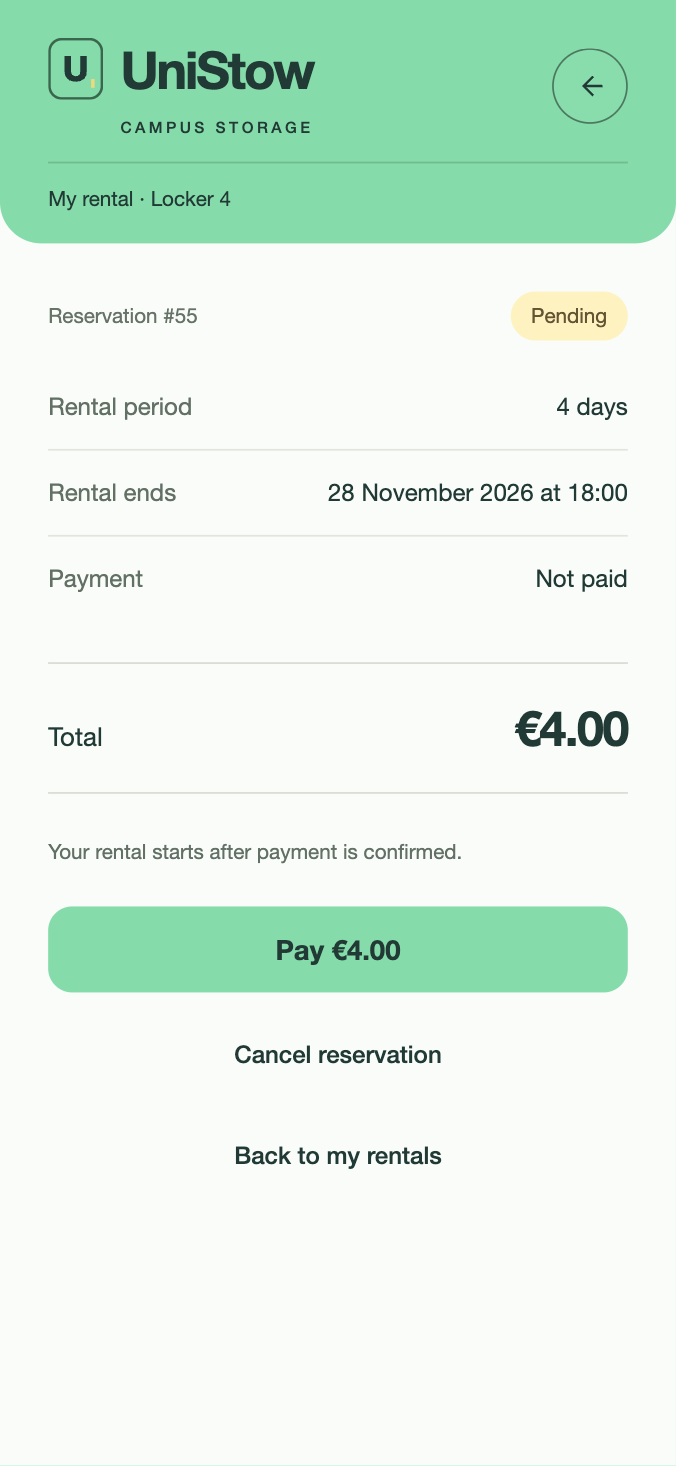 U
UniStow
CAMPUS STORAGE
My rental · Locker 4
Reservation #55 Pending
Rental period 4 days
Rental ends 28 November 2026 at 18:00
Payment Not paid
Total €4.00
Your rental starts after payment is confirmed.
Pay €4.00
Cancel reservation
Back to my rentals